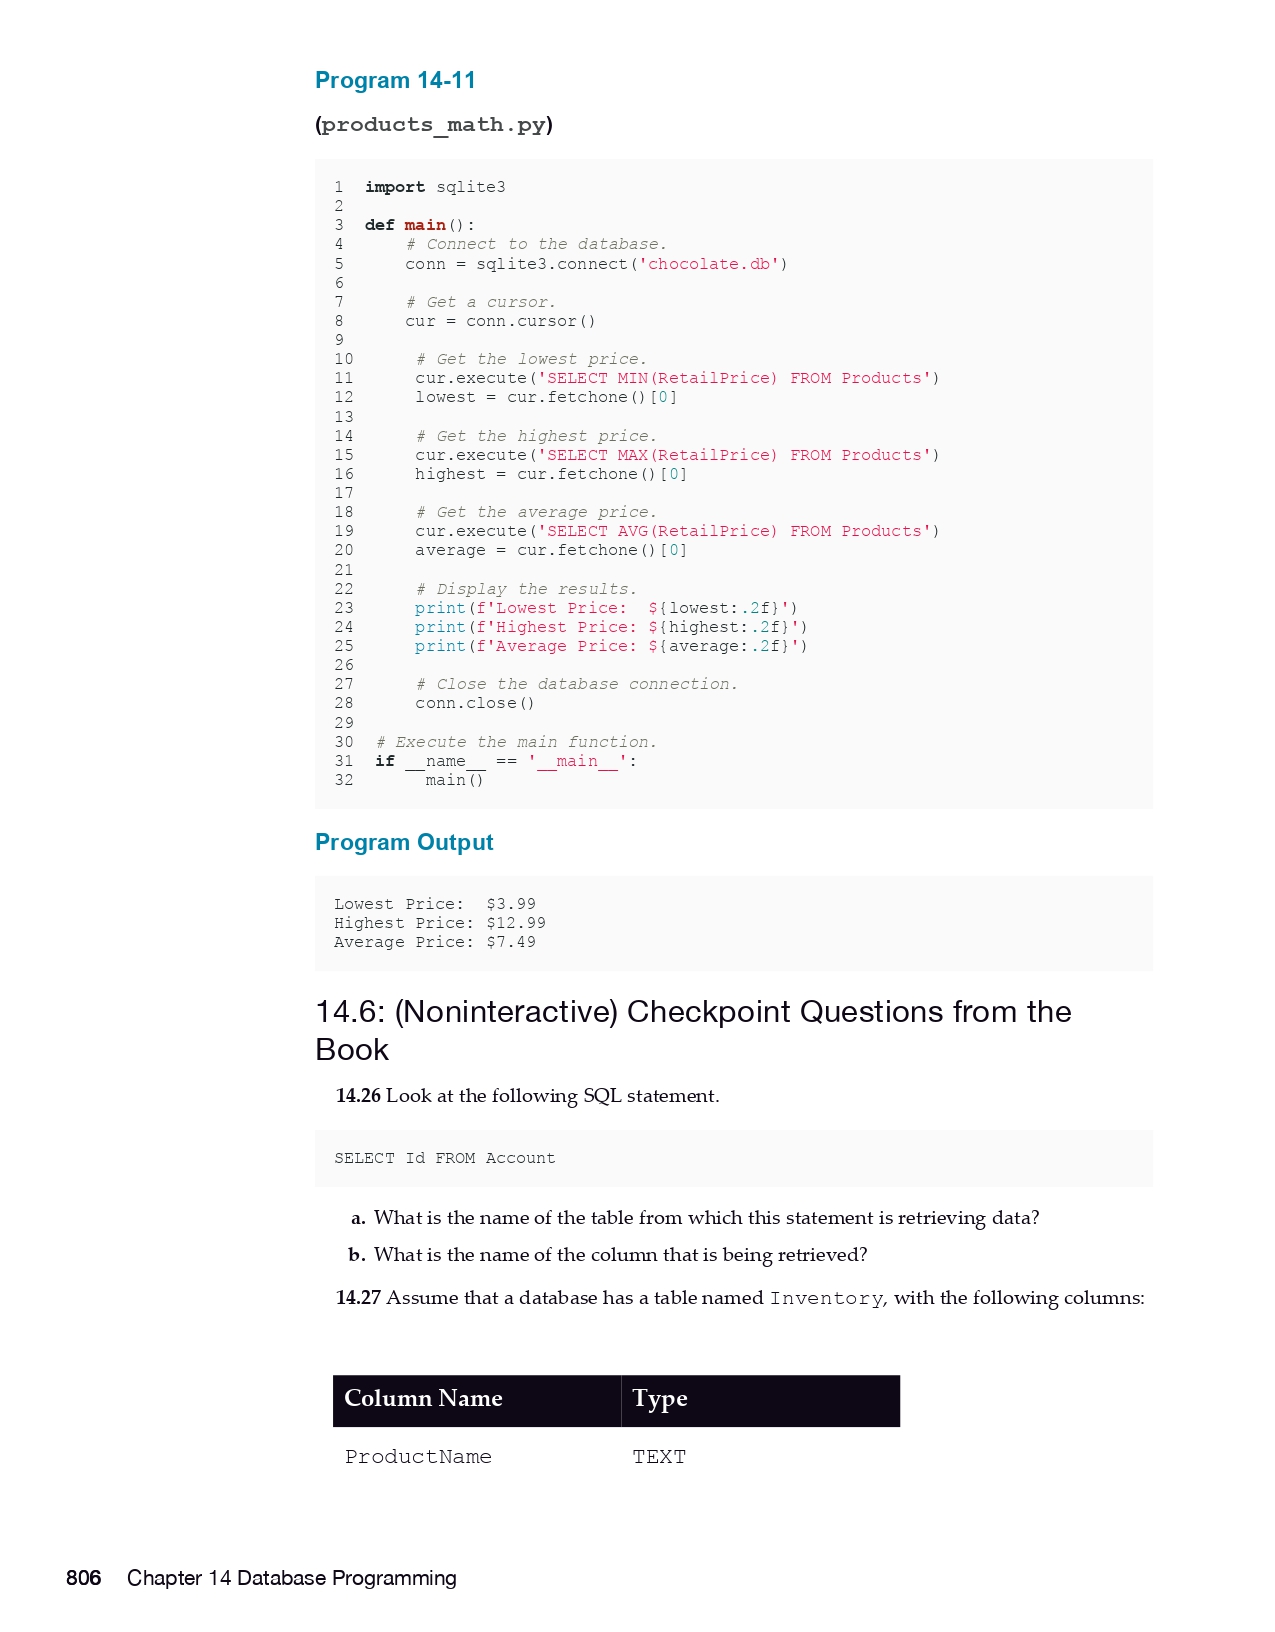 Program 14-11
(products_math.py)
1  import sqlite3
2
3  def main():
4      # Connect to the database.
5      conn = sqlite3.connect('chocolate.db')
6
7      # Get a cursor.
8      cur = conn.cursor()
9
10      # Get the lowest price.
11      cur.execute('SELECT MIN(RetailPrice) FROM Products')
12      lowest = cur.fetchone()[0]
13
14      # Get the highest price.
15      cur.execute('SELECT MAX(RetailPrice) FROM Products')
16      highest = cur.fetchone()[0]
17
18      # Get the average price.
19      cur.execute('SELECT AVG(RetailPrice) FROM Products')
20      average = cur.fetchone()[0]
21
22      # Display the results.
23      print(f'Lowest Price:  ${lowest:.2f}')
24      print(f'Highest Price: ${highest:.2f}')
25      print(f'Average Price: ${average:.2f}')
26
27      # Close the database connection.
28      conn.close()
29
30  # Execute the main function.
31  if __name__ == '__main__':
32      main()
Program Output
Lowest Price:  $3.99
Highest Price: $12.99
Average Price: $7.49
14.6: (Noninteractive) Checkpoint Questions from the
Book
14.26 Look at the following SQL statement.
SELECT Id FROM Account
a. What is the name of the table from which this statement is retrieving data?
b. What is the name of the column that is being retrieved?
14.27 Assume that a database has a table named Inventory, with the following columns:
Column Name Type
ProductName TEXT
806 Chapter 14 Database Programming